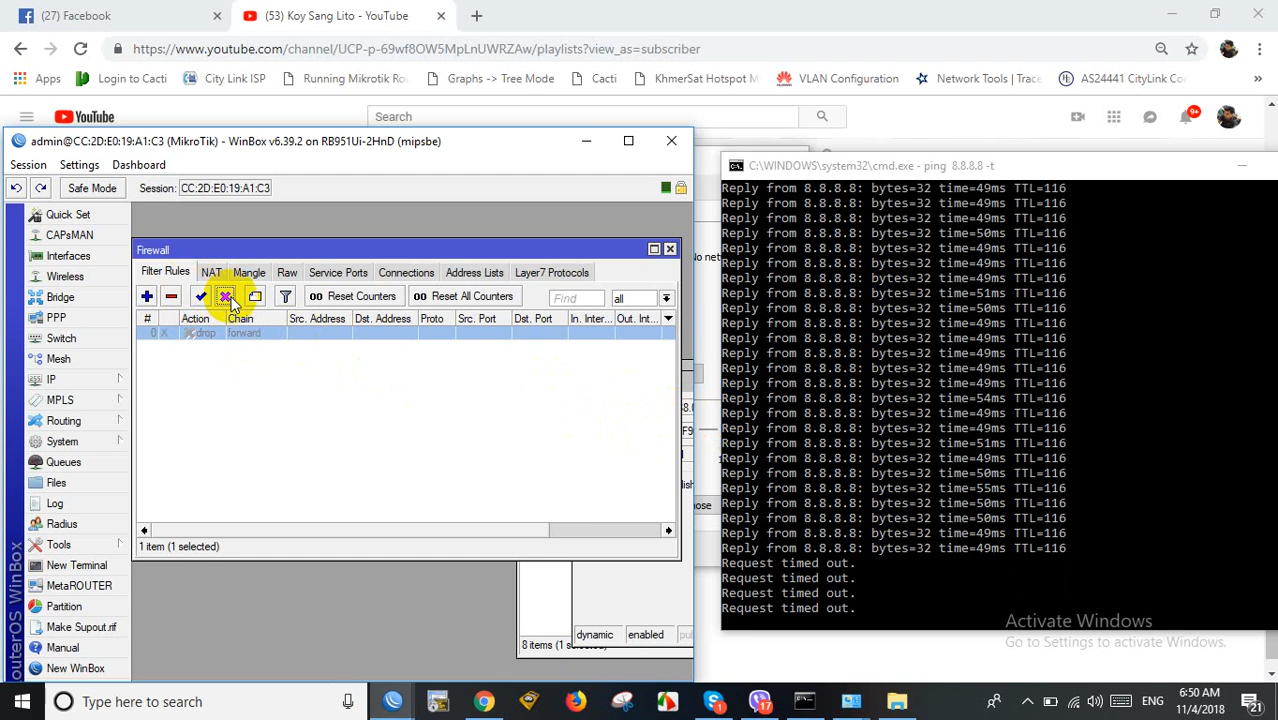 (27) Facebook
(53) Koy Sang Lito - YouTube
https://www.youtube.com/channel/UCP-p-69wf8OW5MpLnUWRZAw/playlists?view_as=subscriber
Apps
Login to Cacti
City Link ISP
Running Mikrotik Ro
Graphs -> Tree Mode
Cacti
KhmerSat Hotspot M
VLAN Configuration
Network Tools | Trace
AS24441 CityLink Co
»
YouTube
Search
9+
admin@CC:2D:E0:19:A1:C3 (MikroTik) - WinBox v6.39.2 on RB951Ui-2HnD (mipsbe)
Session Settings Dashboard
Safe Mode
Session: CC:2D:E0:19:A1:C3
Quick Set
CAPsMAN
Interfaces
Wireless
Bridge
PPP
Switch
Mesh
IP
MPLS
Routing
System
Queues
Files
Log
Radius
Tools
New Terminal
MetaROUTER
Partition
Make Supout.rif
Manual
New WinBox
outerOS WinBox
Firewall
Filter Rules NAT Mangle Raw Service Ports Connections Address Lists Layer7 Protocols
00 Reset Counters
00 Reset All Counters
Find
all
# Action Chain Src. Address Dst. Address Proto Src. Port Dst. Port In. Inter... Out. Int...
0 X drop forward
1 item (1 selected)
No net
8.0
F9
lish
nose
dynamic enabled pu
8 items (1 selected)
C:\WINDOWS\system32\cmd.exe - ping 8.8.8.8 -t
Reply from 8.8.8.8: bytes=32 time=49ms TTL=116
Reply from 8.8.8.8: bytes=32 time=49ms TTL=116
Reply from 8.8.8.8: bytes=32 time=49ms TTL=116
Reply from 8.8.8.8: bytes=32 time=50ms TTL=116
Reply from 8.8.8.8: bytes=32 time=49ms TTL=116
Reply from 8.8.8.8: bytes=32 time=49ms TTL=116
Reply from 8.8.8.8: bytes=32 time=49ms TTL=116
Reply from 8.8.8.8: bytes=32 time=51ms TTL=116
Reply from 8.8.8.8: bytes=32 time=50ms TTL=116
Reply from 8.8.8.8: bytes=32 time=49ms TTL=116
Reply from 8.8.8.8: bytes=32 time=49ms TTL=116
Reply from 8.8.8.8: bytes=32 time=49ms TTL=116
Reply from 8.8.8.8: bytes=32 time=49ms TTL=116
Reply from 8.8.8.8: bytes=32 time=49ms TTL=116
Reply from 8.8.8.8: bytes=32 time=54ms TTL=116
Reply from 8.8.8.8: bytes=32 time=49ms TTL=116
Reply from 8.8.8.8: bytes=32 time=49ms TTL=116
Reply from 8.8.8.8: bytes=32 time=51ms TTL=116
Reply from 8.8.8.8: bytes=32 time=49ms TTL=116
Reply from 8.8.8.8: bytes=32 time=50ms TTL=116
Reply from 8.8.8.8: bytes=32 time=55ms TTL=116
Reply from 8.8.8.8: bytes=32 time=50ms TTL=116
Reply from 8.8.8.8: bytes=32 time=50ms TTL=116
Reply from 8.8.8.8: bytes=32 time=49ms TTL=116
Reply from 8.8.8.8: bytes=32 time=49ms TTL=116
Request timed out.
Request timed out.
Request timed out.
Request timed out.
Activate Windows
Go to Settings to activate Windows.
Type here to search
1
17
ENG
6:50 AM
11/4/2018
21